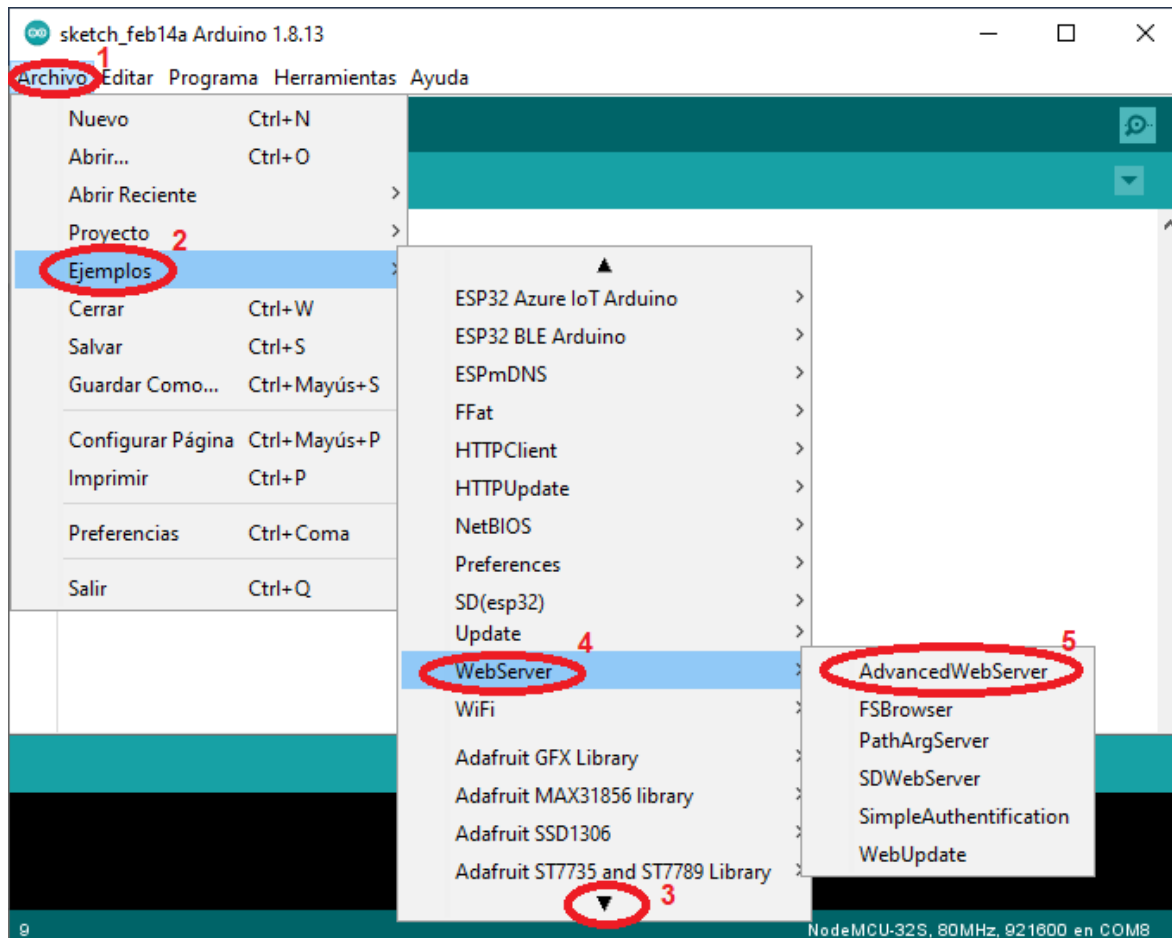 sketch_feb14a Arduino 1.8.13
1
Archivo Editar Programa Herramientas Ayuda
Nuevo Ctrl+N
Abrir... Ctrl+O
Abrir Reciente
Proyecto
2
Ejemplos
Cerrar Ctrl+W
Salvar Ctrl+S
Guardar Como... Ctrl+Mayús+S
Configurar Página Ctrl+Mayús+P
Imprimir Ctrl+P
Preferencias Ctrl+Coma
Salir Ctrl+Q
ESP32 Azure IoT Arduino
ESP32 BLE Arduino
ESPmDNS
FFat
HTTPClient
HTTPUpdate
NetBIOS
Preferences
SD(esp32)
Update
4
WebServer
WiFi
Adafruit GFX Library
Adafruit MAX31856 library
Adafruit SSD1306
Adafruit ST7735 and ST7789 Library
3
5
AdvancedWebServer
FSBrowser
PathArgServer
SDWebServer
SimpleAuthentification
WebUpdate
9 NodeMCU-32S, 80MHz, 921600 en COM8